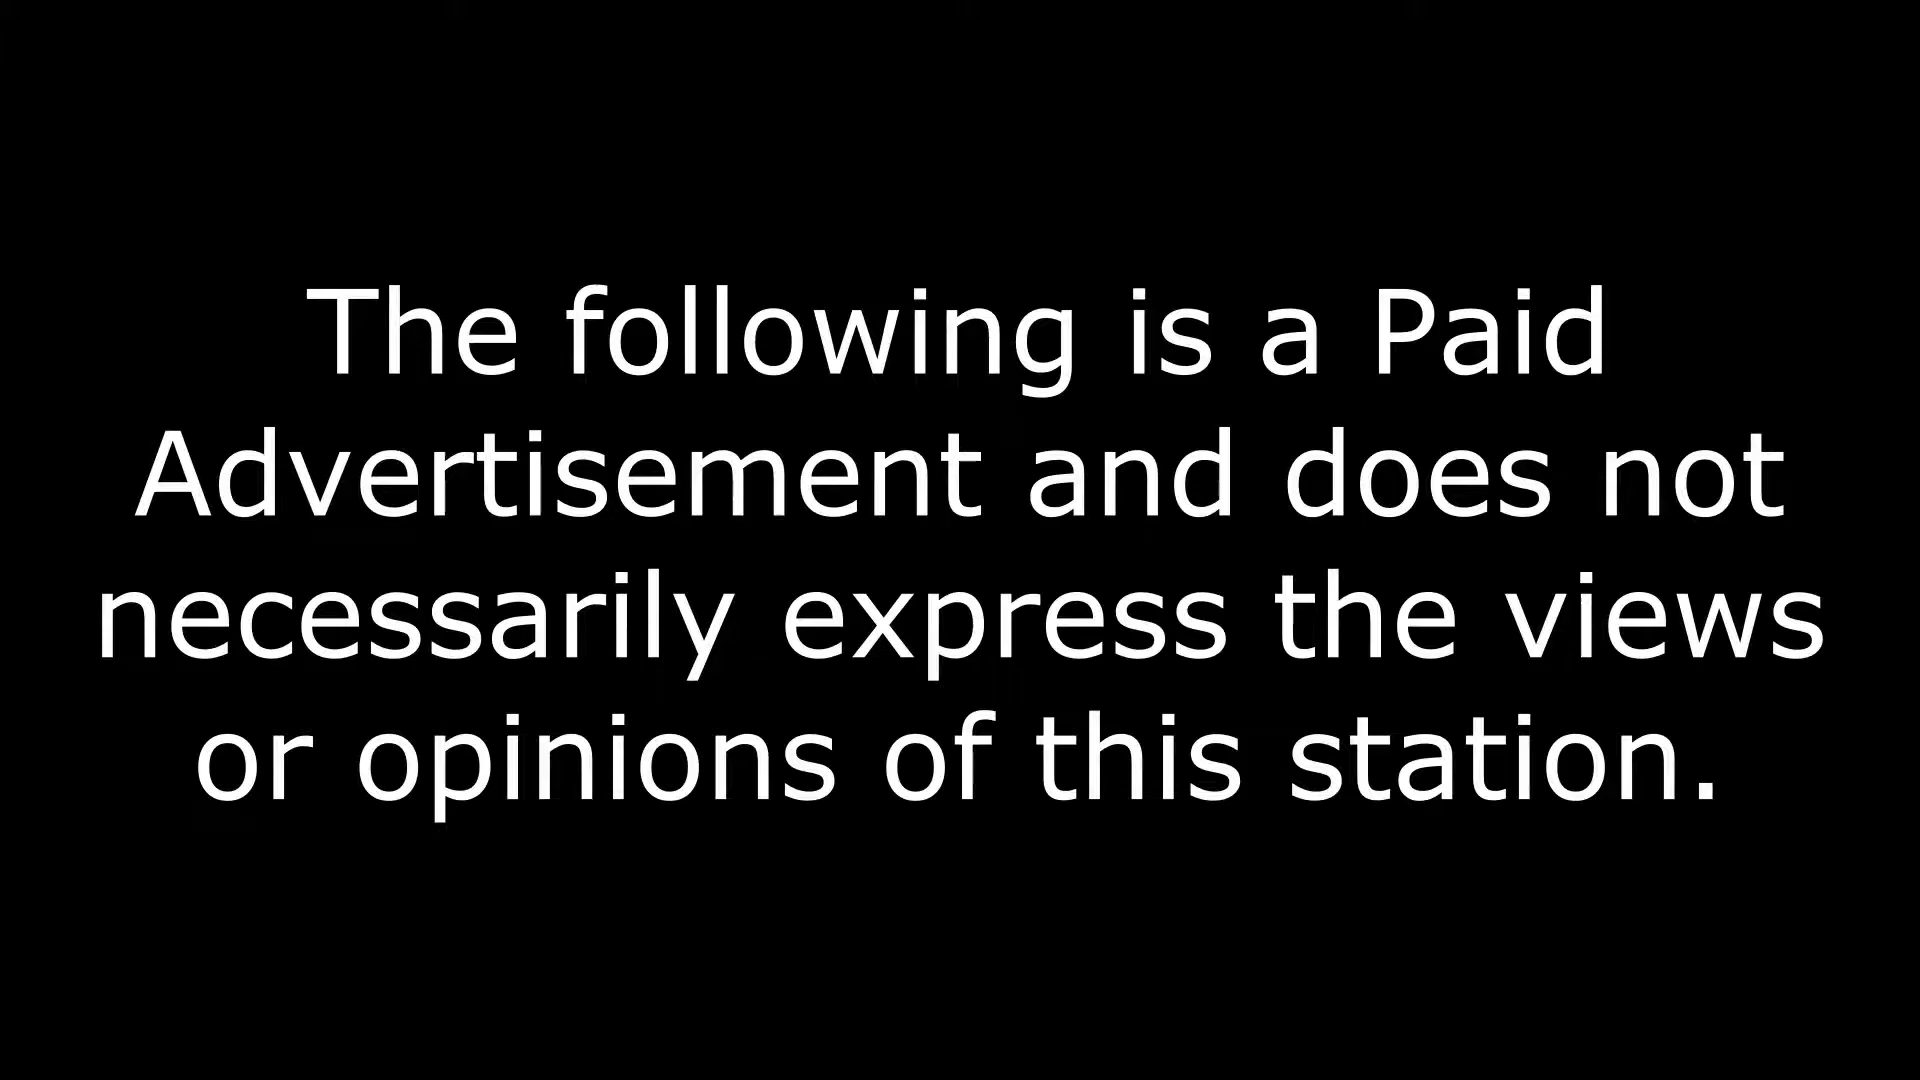 The following is a Paid
Advertisement and does not
necessarily express the views
or opinions of this station.